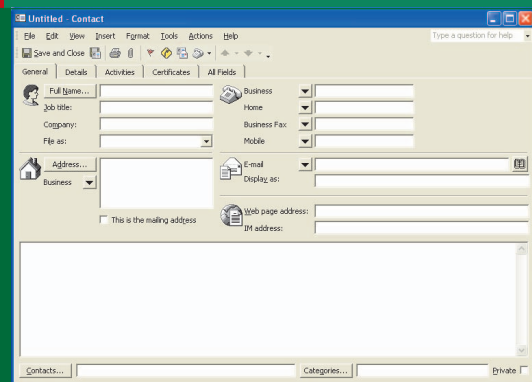 Untitled - Contact
File Edit View Insert Format Tools Actions Help
Type a question for help
Save and Close
General Details Activities Certificates All Fields
Full Name...
Job title:
Company:
File as:
Business
Home
Business Fax
Mobile
Address...
Business
This is the mailing address
E-mail
Display as:
Web page address:
IM address:
Contacts...
Categories...
Private